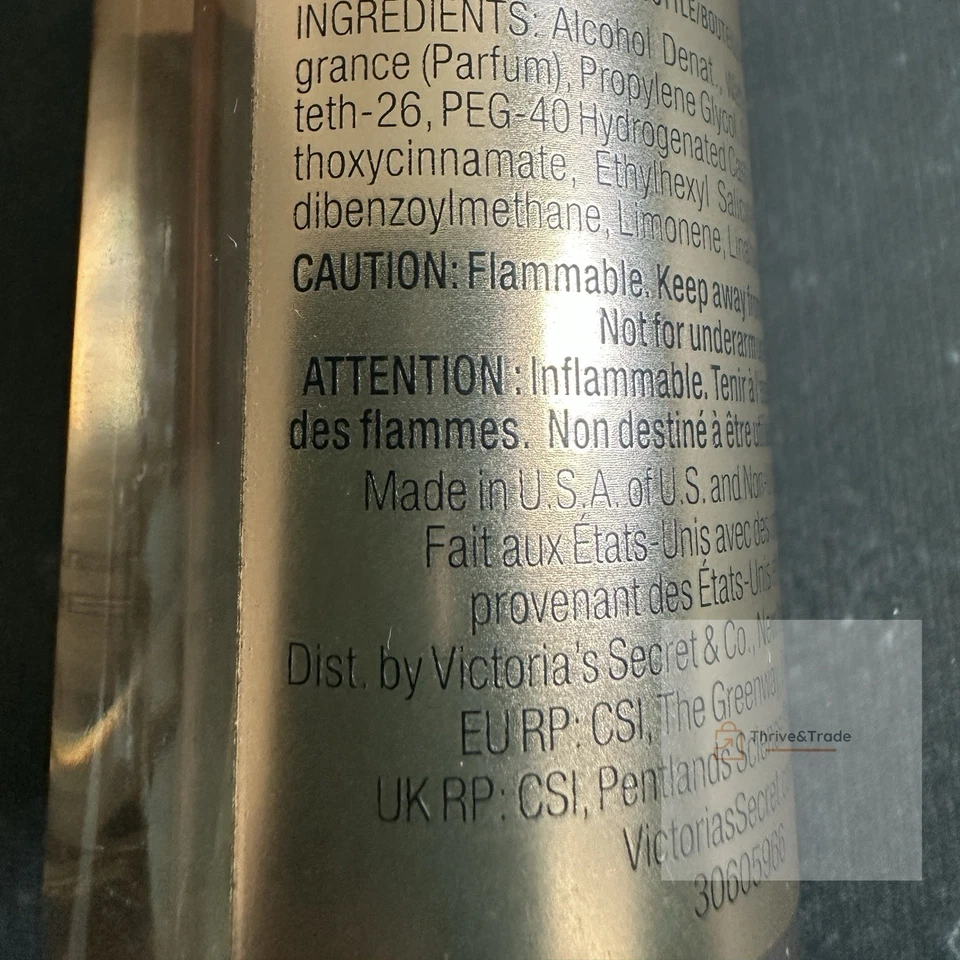 INGREDIENTS: Alcohol Denat.,
grance (Parfum), Propylene Glycol,
teth-26, PEG-40 Hydrogenated
thoxycinnamate, Ethylhexyl
dibenzoylmethane, Limonene,
CAUTION: Flammable. Keep away
Not for underarm
ATTENTION : Inflammable. Tenir à
des flammes. Non destiné à être
Made in U.S.A. of U.S. and Non-
Fait aux États-Unis avec des
provenant des États-Unis
Dist. by Victoria's Secret & Co.,
EU RP: CSI, The Greenway
Thrive&Trade
UK RP: CSI, Pentlands
VictoriasSecret
30605966